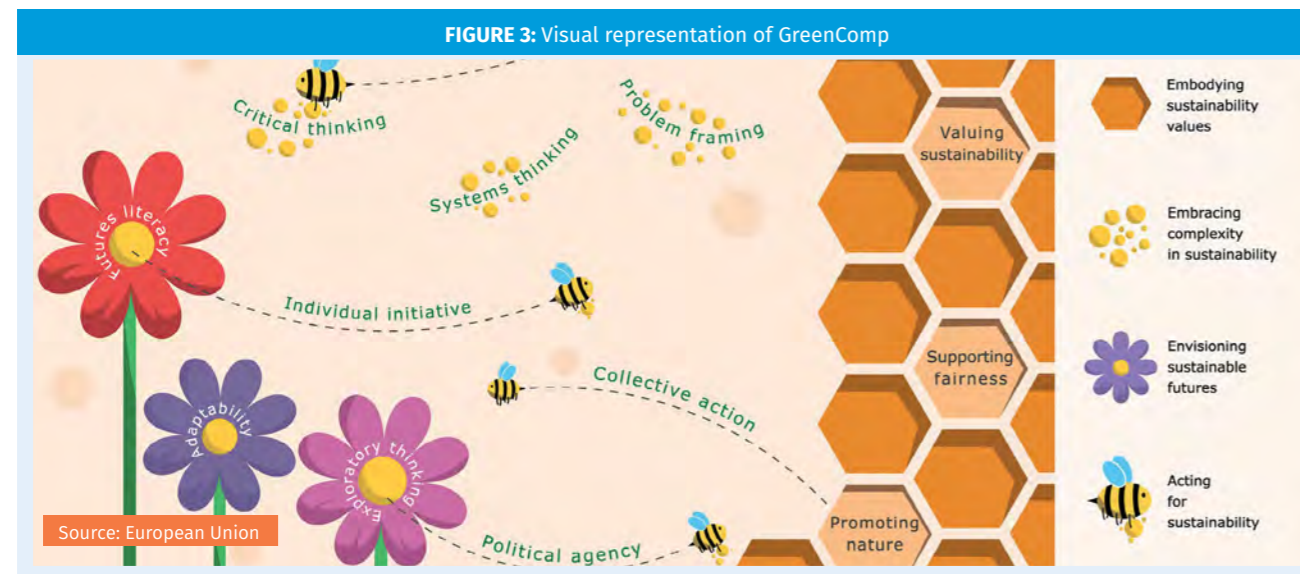 FIGURE 3: Visual representation of GreenComp
Critical thinking
Problem framing
Systems thinking
Futures literacy
Individual initiative
Collective action
Adaptability
Exploratory thinking
Political agency
Valuing
sustainability
Supporting
fairness
Promoting
nature
Embodying
sustainability
values
Embracing
complexity
in sustainability
Envisioning
sustainable
futures
Acting
for
sustainability
Source: European Union